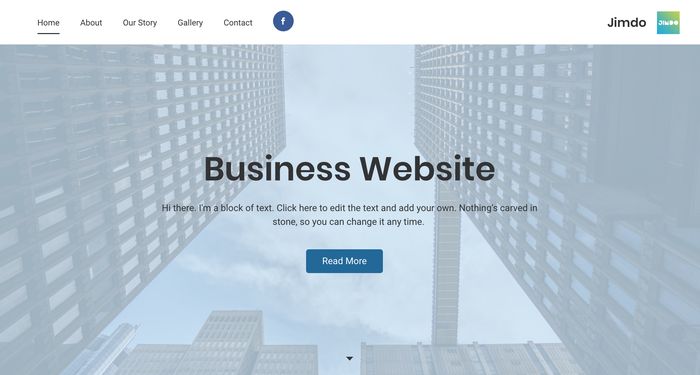 Home About Our Story Gallery Contact f Jimdo JIMDO
Business Website
Hi there. I'm a block of text. Click here to edit the text and add your own. Nothing's carved in
stone, so you can change it any time.
Read More